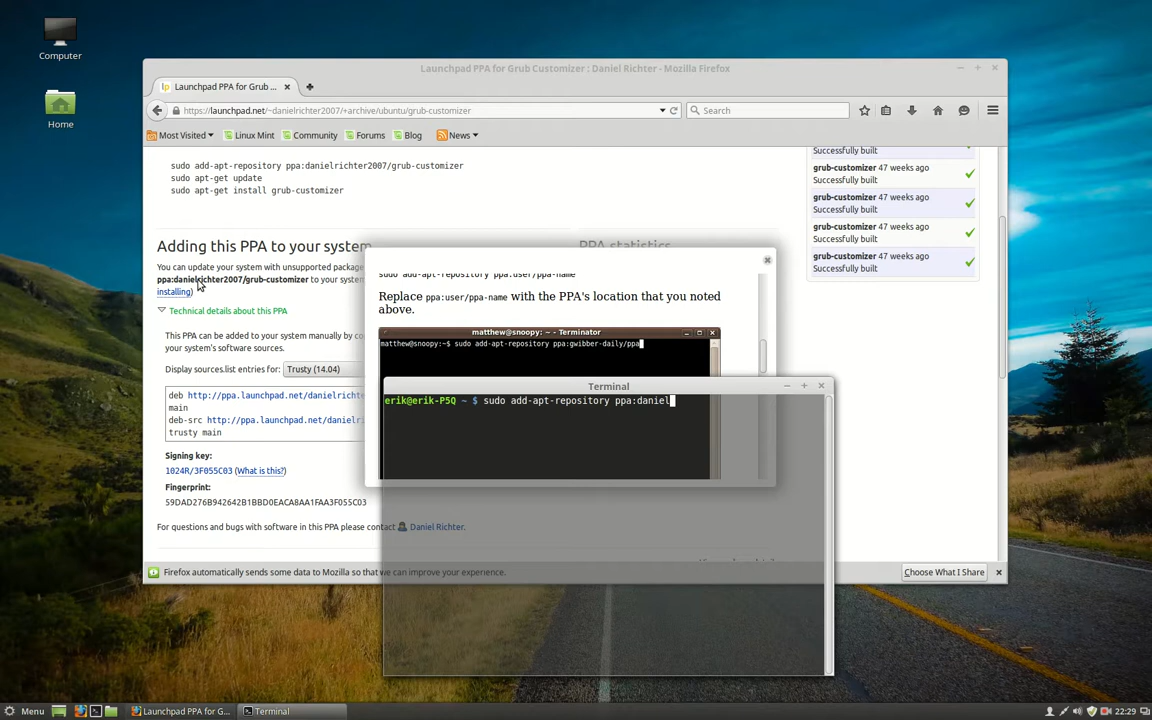 Computer
Home
Launchpad PPA for Grub Customizer : Daniel Richter - Mozilla Firefox
Launchpad PPA for Grub ...
https://launchpad.net/~danielrichter2007/+archive/ubuntu/grub-customizer
Search
Most Visited
Linux Mint
Community
Forums
Blog
News
sudo add-apt-repository ppa:danielrichter2007/grub-customizer
sudo apt-get update
sudo apt-get install grub-customizer
Successfully built
grub-customizer 47 weeks ago
Successfully built
grub-customizer 47 weeks ago
Successfully built
grub-customizer 47 weeks ago
Successfully built
grub-customizer 47 weeks ago
Successfully built
Adding this PPA to your system
PPA statistics
You can update your system with unsupported package
ppa:danielrichter2007/grub-customizer to your system
installing)
Technical details about this PPA
This PPA can be added to your system manually by co
your system's software sources.
Display sources.list entries for: Trusty (14.04)
deb http://ppa.launchpad.net/danielrichte
main
deb-src http://ppa.launchpad.net/danielri
trusty main
Signing key:
1024R/3F055C03 (What is this?)
Fingerprint:
59DAD276B942642B1BBD0EACA8AA1FAA3F055C03
For questions and bugs with software in this PPA please contact Daniel Richter.
sudo add-apt-repository ppa:user/ppa-name
Replace ppa:user/ppa-name with the PPA's location that you noted
above.
matthew@snoopy: ~ - Terminator
matthew@snoopy:~$ sudo add-apt-repository ppa:gwibber-daily/ppa
Terminal
erik@erik-P5Q ~ $ sudo add-apt-repository ppa:daniel
Firefox automatically sends some data to Mozilla so that we can improve your experience.
Choose What I Share
Menu
Launchpad PPA for G...
Terminal
22:29